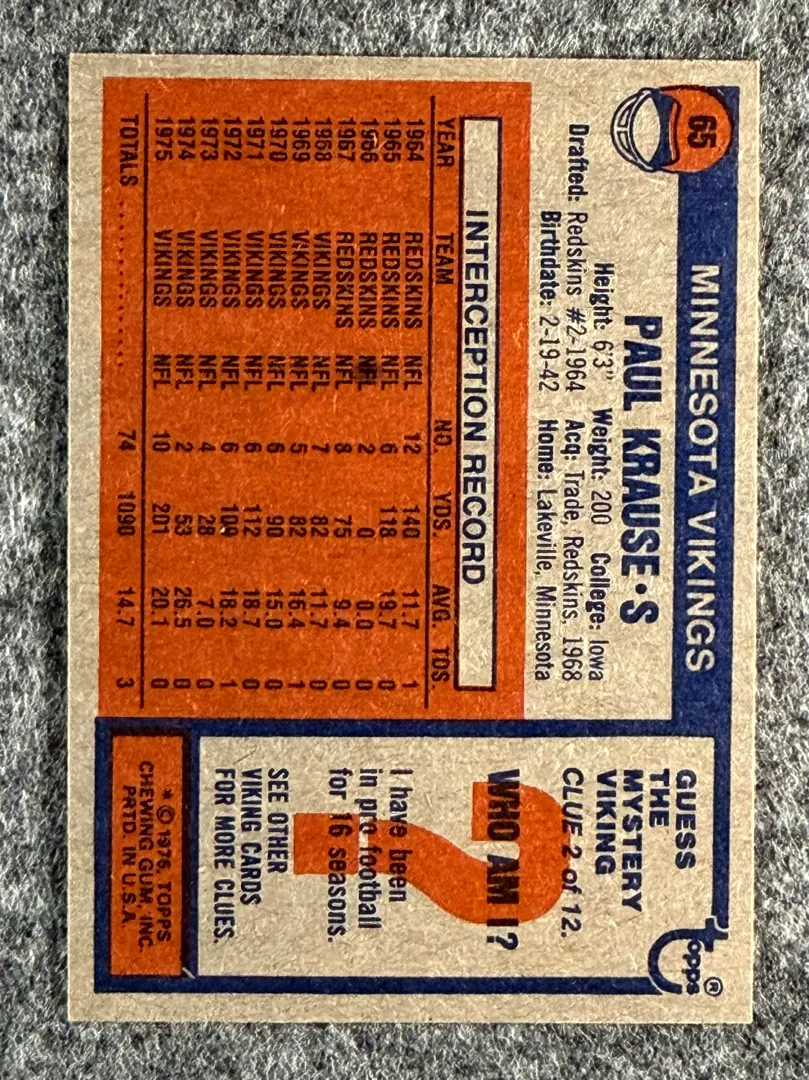 65
MINNESOTA VIKINGS
PAUL KRAUSE•S
Height: 6'3" Weight: 200 College: Iowa
Drafted: Redskins #2-1964 Acq: Trade, Redskins, 1968
Birthdate: 2-19-42 Home: Lakeville, Minnesota
INTERCEPTION RECORD
YEAR TEAM NO. YDS. AVG. TDS.
1964 REDSKINS NFL 12 140 11.7 1
1965 REDSKINS NFL 6 118 19.7 0
1966 REDSKINS NFL 2 0 0.0 0
1967 REDSKINS NFL 8 75 9.4 0
1968 VIKINGS NFL 7 82 11.7 0
1969 VIKINGS NFL 5 82 16.4 1
1970 VIKINGS NFL 6 90 15.0 0
1971 VIKINGS NFL 6 112 18.7 0
1972 VIKINGS NFL 6 109 18.2 1
1973 VIKINGS NFL 4 28 7.0 0
1974 VIKINGS NFL 2 53 26.5 0
1975 VIKINGS NFL 10 201 20.1 0
TOTALS .................. 74 1090 14.7 3
topps®
GUESS
THE
MYSTERY
VIKING
CLUE 2 of 12.
?
WHO AM I?
I have been
in pro football
for 16 seasons.
SEE OTHER
VIKING CARDS
FOR MORE CLUES.
* © 1976, TOPPS
CHEWING GUM, INC.
PRTD. IN U.S.A.